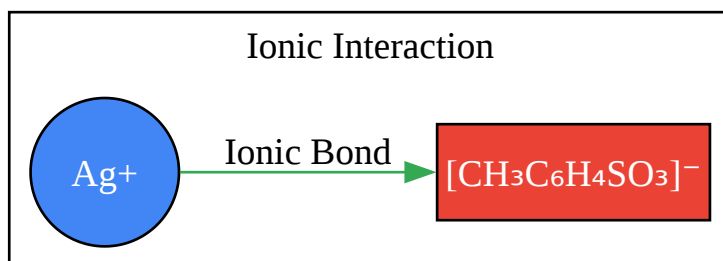 Ionic Interaction
Ionic Bond
Ag+
[CH₃C₆H₄SO₃]⁻